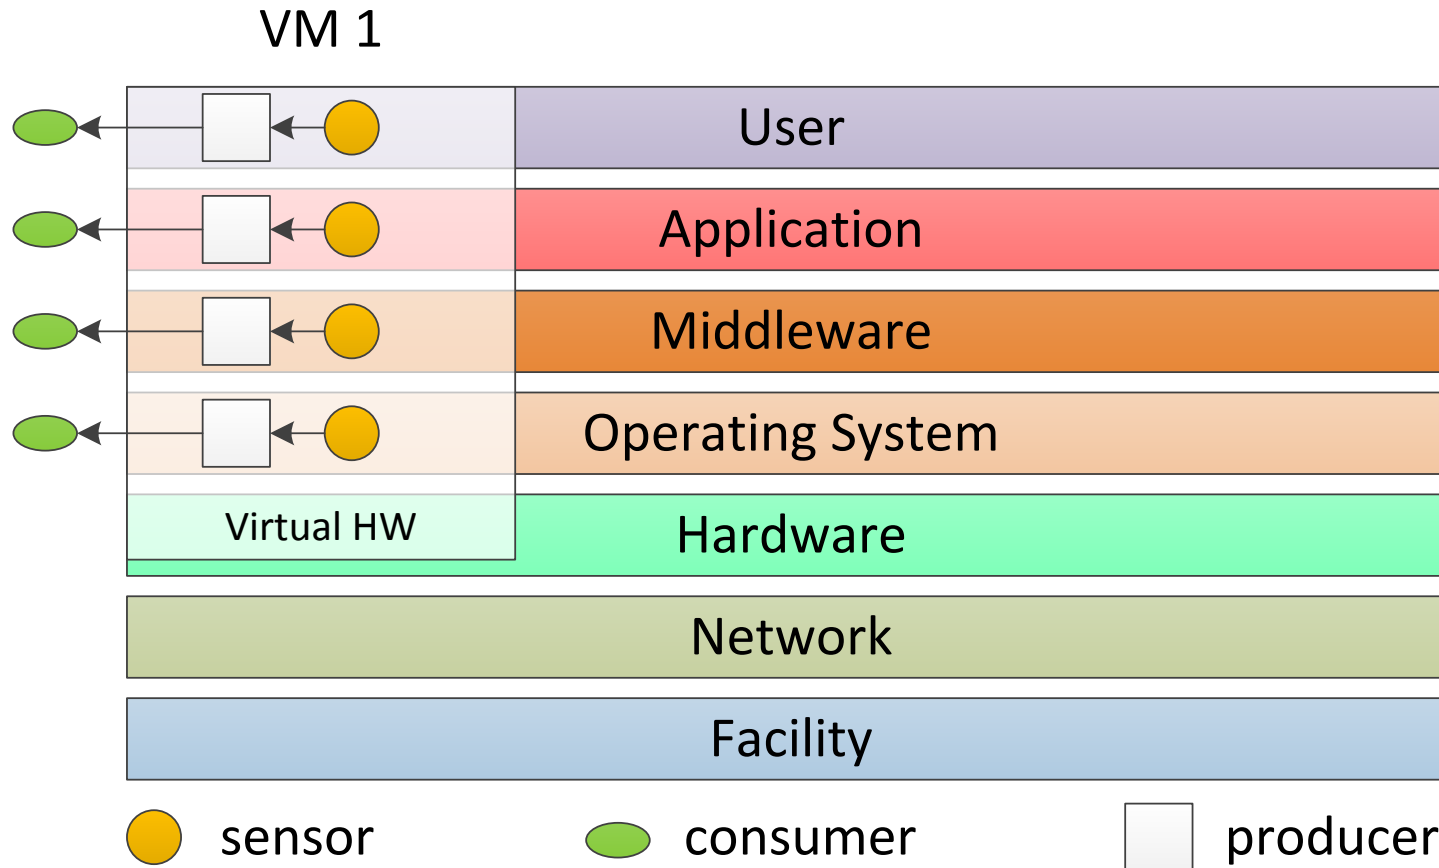 VM 1
User
Application
Middleware
Operating System
Virtual HW
Hardware
Network
Facility
sensor
consumer
producer